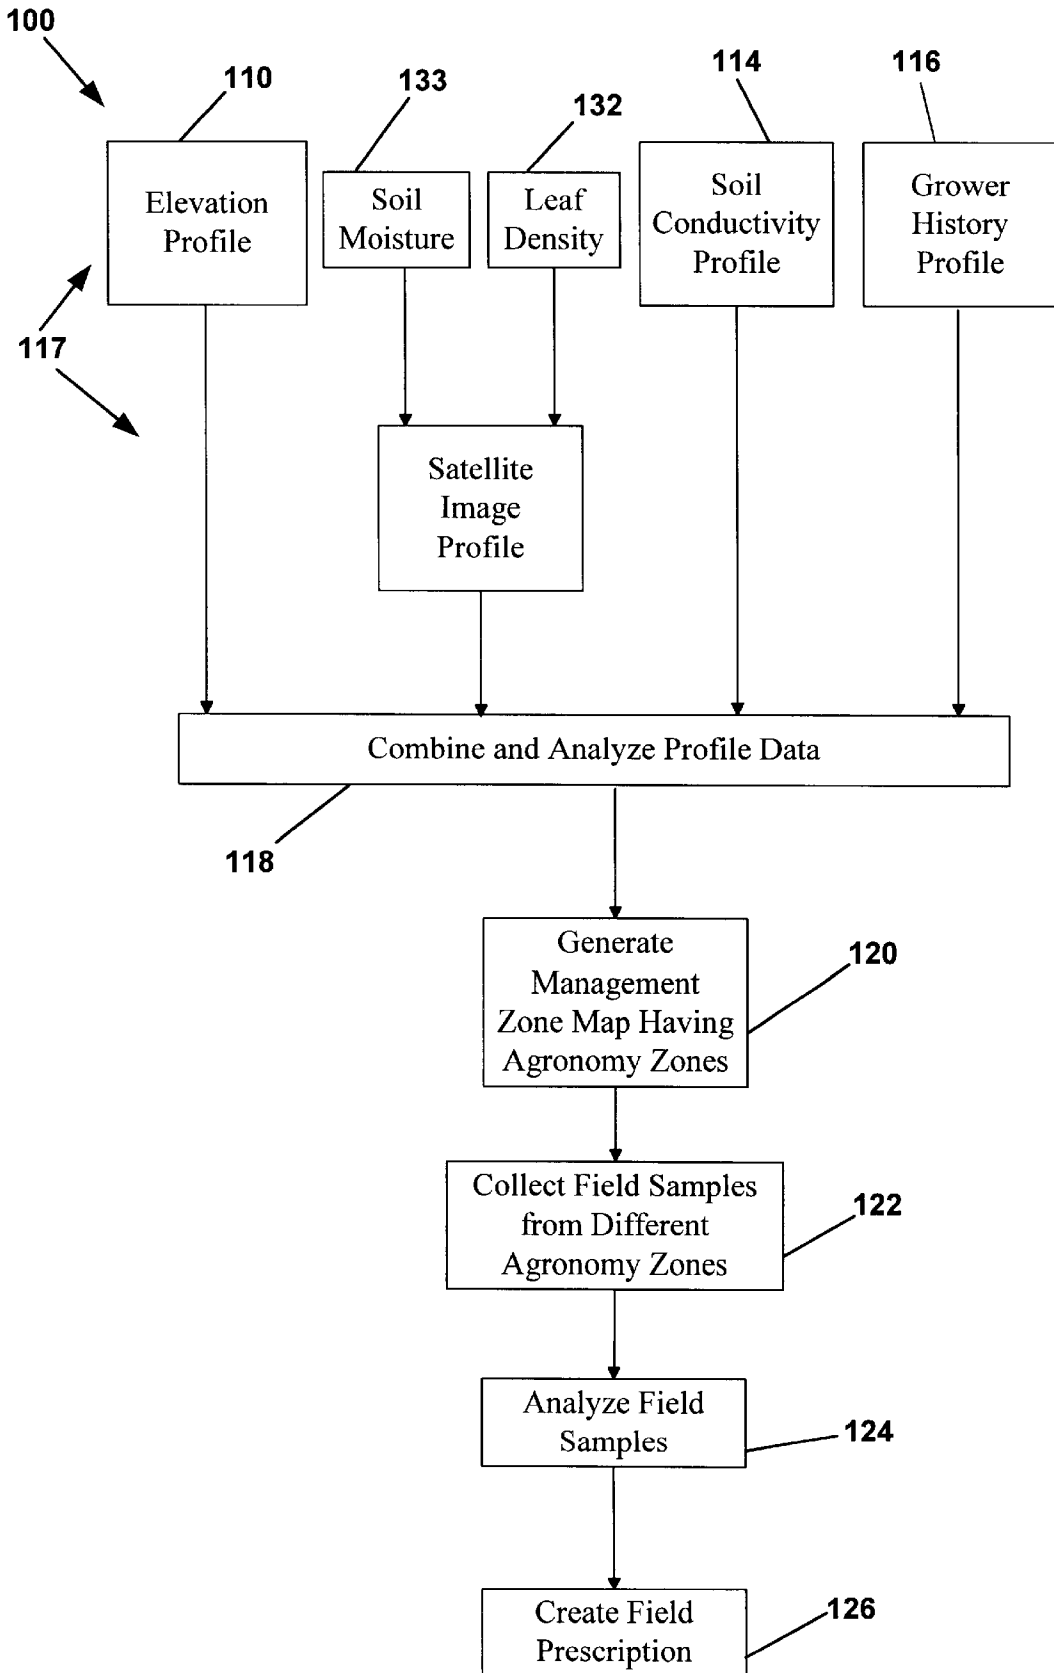 100
110
133
132
114
116
Elevation
Profile
Soil
Moisture
Leaf
Density
Soil
Conductivity
Profile
Grower
History
Profile
117
Satellite
Image
Profile
Combine and Analyze Profile Data
118
Generate
Management
Zone Map Having
Agronomy Zones
120
Collect Field Samples
from Different
Agronomy Zones
122
Analyze Field
Samples
124
Create Field
Prescription
126